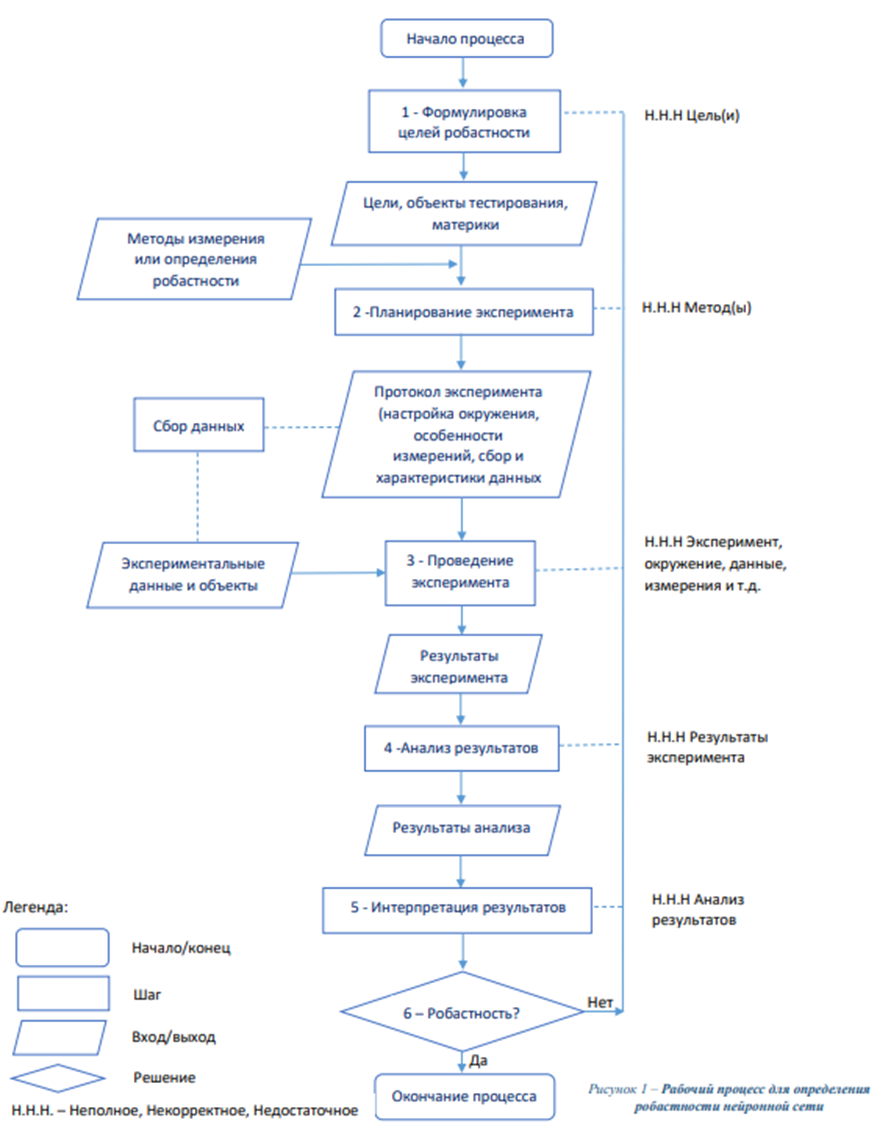 Начало процесса
1 - Формулировка
целей робастности
Н.Н.Н Цель(и)
Цели, объекты тестирования,
материки
Методы измерения
или определения
робастности
2 -Планирование эксперимента
Н.Н.Н Метод(ы)
Протокол эксперимента
(настройка окружения,
особенности
измерений, сбор и
характеристики данных
Сбор данных
Экспериментальные
данные и объекты
3 - Проведение
эксперимента
Н.Н.Н Эксперимент,
окружение, данные,
измерения и т.д.
Результаты
эксперимента
4 -Анализ результатов
Н.Н.Н Результаты
эксперимента
Результаты анализа
5 - Интерпретация результатов
Н.Н.Н Анализ
результатов
6 – Робастность?
Нет
Да
Окончание процесса
Легенда:
Начало/конец
Шаг
Вход/выход
Решение
Н.Н.Н. – Неполное, Некорректное, Недостаточное
Рисунок 1 – Рабочий процесс для определения
робастности нейронной сети